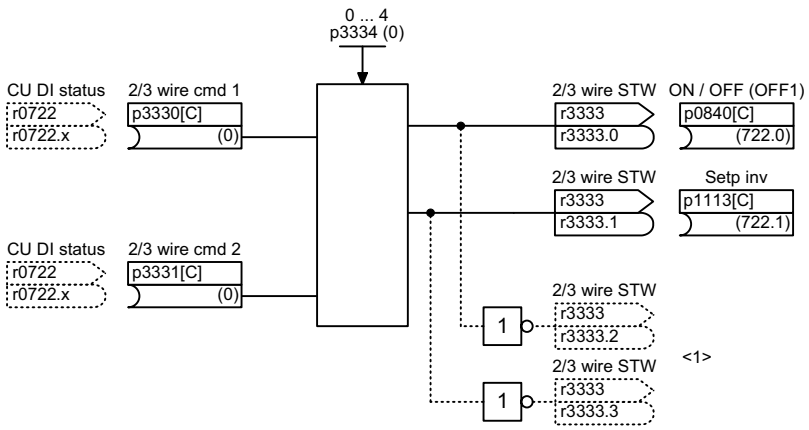 0 ... 4
p3334 (0)
CU DI status
2/3 wire cmd 1
2/3 wire STW
ON / OFF (OFF1)
r0722
p3330[C]
r3333
p0840[C]
r0722.x
(0)
r3333.0
(722.0)
2/3 wire STW
Setp inv
r3333
p1113[C]
r3333.1
(722.1)
CU DI status
2/3 wire cmd 2
r0722
p3331[C]
r0722.x
(0)
2/3 wire STW
r3333
1
r3333.2
<1>
2/3 wire STW
r3333
1
r3333.3